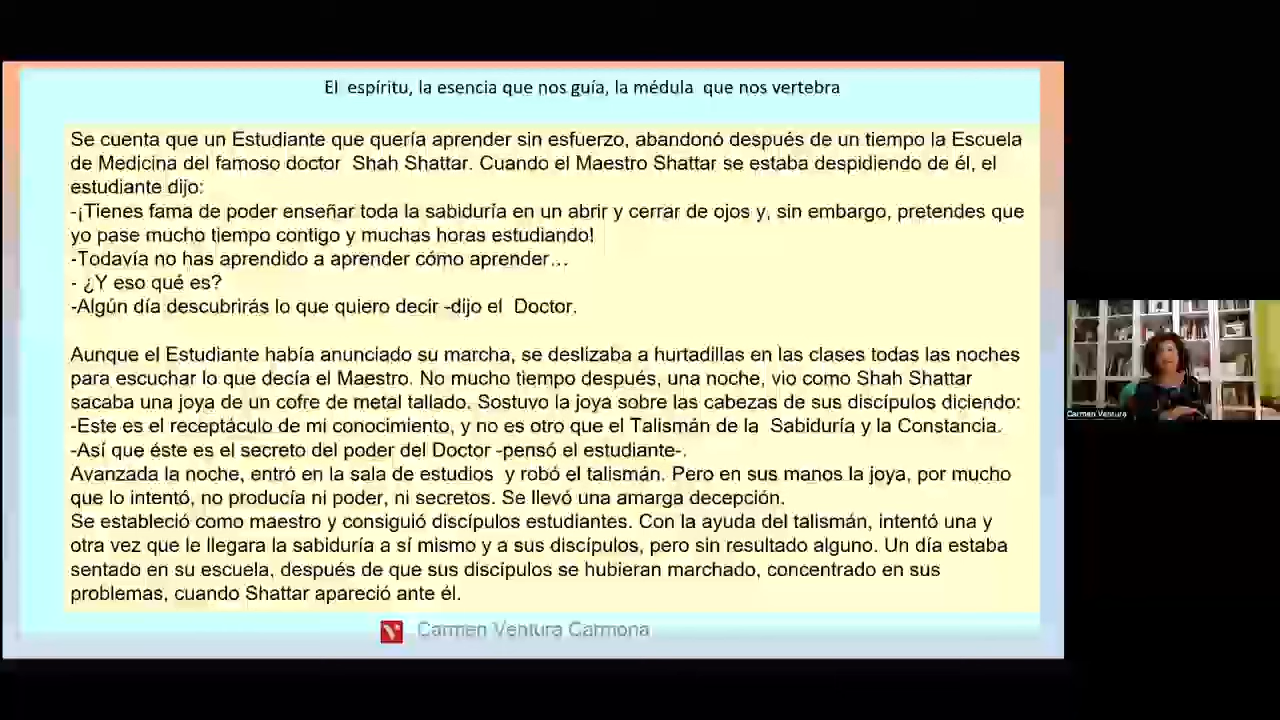 El espíritu, la esencia que nos guía, la médula que nos vertebra
Se cuenta que un Estudiante que quería aprender sin esfuerzo, abandonó después de un tiempo la Escuela
de Medicina del famoso doctor Shah Shattar. Cuando el Maestro Shattar se estaba despidiendo de él, el
estudiante dijo:
-¡Tienes fama de poder enseñar toda la sabiduría en un abrir y cerrar de ojos y, sin embargo, pretendes que
yo pase mucho tiempo contigo y muchas horas estudiando!
-Todavía no has aprendido a aprender cómo aprender…
- ¿Y eso qué es?
-Algún día descubrirás lo que quiero decir -dijo el Doctor.
Aunque el Estudiante había anunciado su marcha, se deslizaba a hurtadillas en las clases todas las noches
para escuchar lo que decía el Maestro. No mucho tiempo después, una noche, vio como Shah Shattar
sacaba una joya de un cofre de metal tallado. Sostuvo la joya sobre las cabezas de sus discípulos diciendo:
-Este es el receptáculo de mi conocimiento, y no es otro que el Talismán de la Sabiduría y la Constancia.
-Así que éste es el secreto del poder del Doctor -pensó el estudiante-.
Avanzada la noche, entró en la sala de estudios y robó el talismán. Pero en sus manos la joya, por mucho
que lo intentó, no producía ni poder, ni secretos. Se llevó una amarga decepción.
Se estableció como maestro y consiguió discípulos estudiantes. Con la ayuda del talismán, intentó una y
otra vez que le llegara la sabiduría a sí mismo y a sus discípulos, pero sin resultado alguno. Un día estaba
sentado en su escuela, después de que sus discípulos se hubieran marchado, concentrado en sus
problemas, cuando Shattar apareció ante él.
Carmen Ventura Carmona
Carmen Ventura